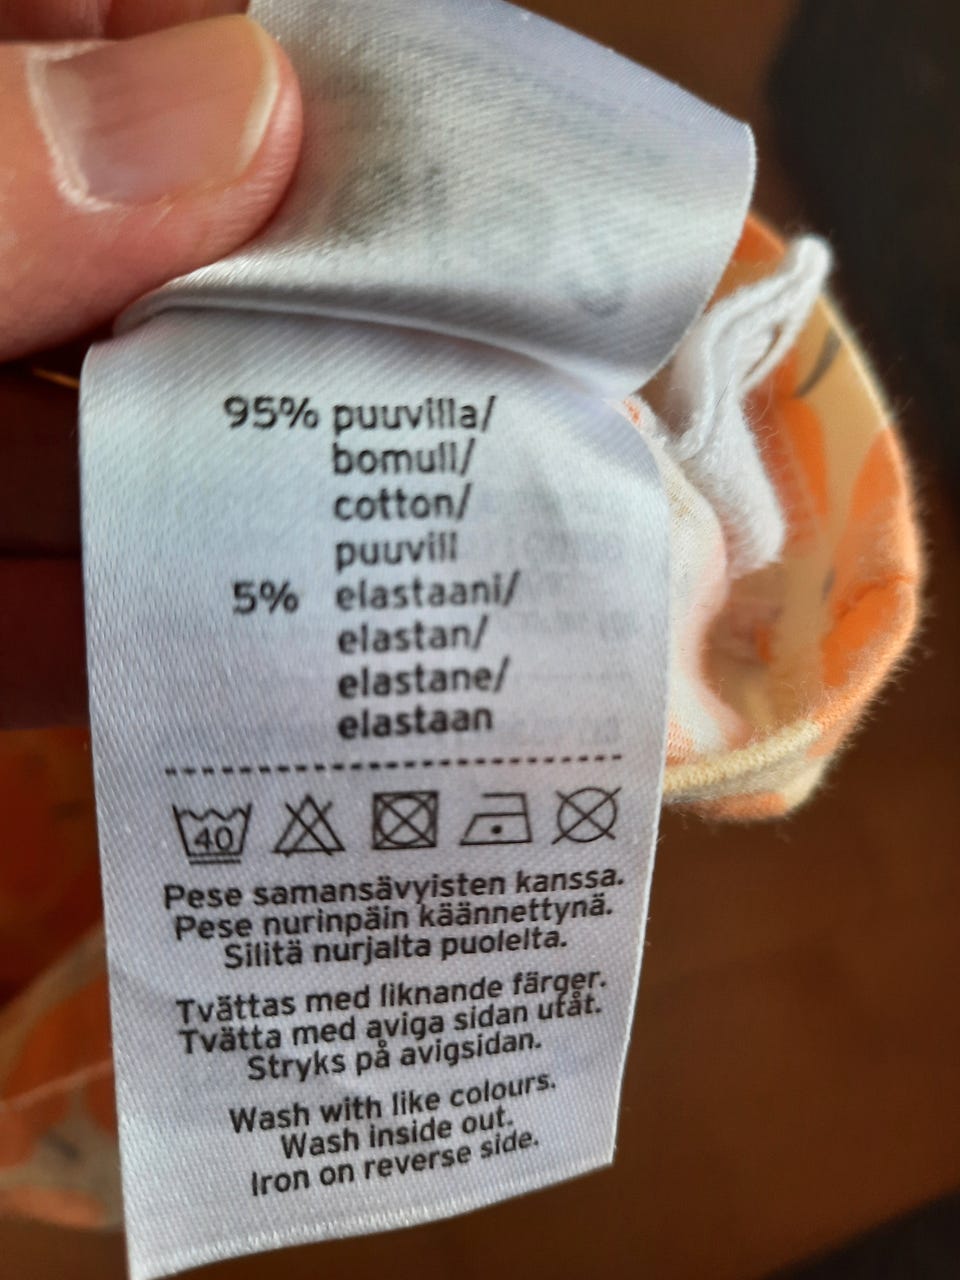 95% puuvilla/
bomull/
cotton/
puuvill
5% elastaani/
elastan/
elastane/
elastaan
40
Pese samansävyisten kanssa.
Pese nurinpäin käännettynä.
Silitä nurjalta puolelta.
Tvättas med liknande färger.
Tvätta med aviga sidan utåt.
Stryks på avigsidan.
Wash with like colours.
Wash inside out.
Iron on reverse side.